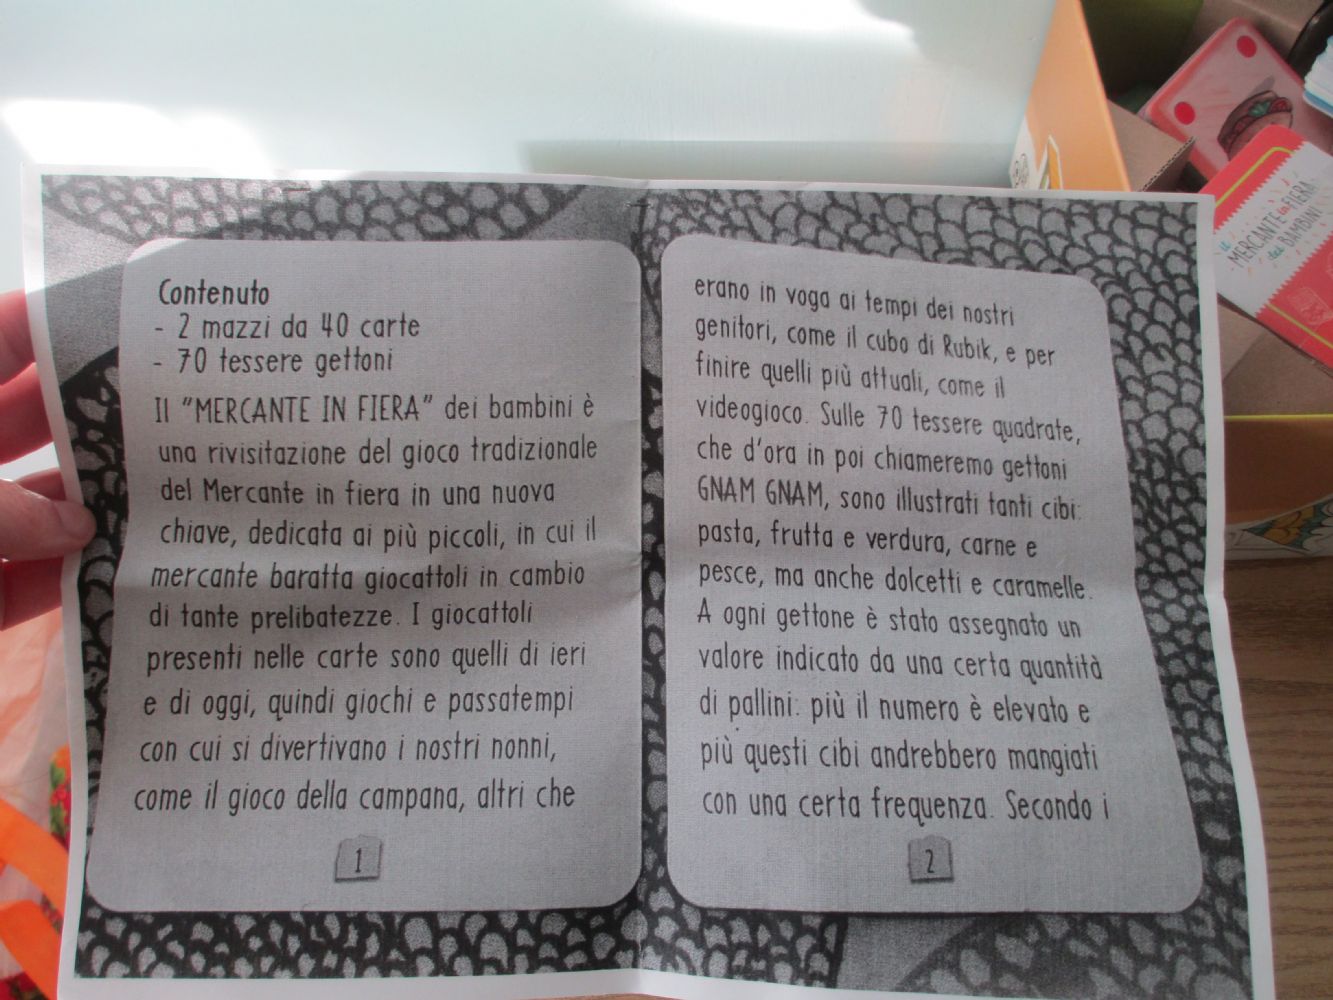 Contenuto
- 2 mazzi da 40 carte
- 70 tessere gettoni
Il "MERCANTE IN FIERA" dei bambini è
una rivisitazione del gioco tradizionale
del Mercante in fiera in una nuova
chiave, dedicata ai più piccoli, in cui il
mercante baratta giocattoli in cambio
di tante prelibatezze. I giocattoli
presenti nelle carte sono quelli di ieri
e di oggi, quindi giochi e passatempi
con cui si divertivano i nostri nonni,
come il gioco della campana, altri che
1
erano in voga ai tempi dei nostri
genitori, come il cubo di Rubik, e per
finire quelli più attuali, come il
videogioco. Sulle 70 tessere quadrate,
che d'ora in poi chiameremo gettoni
GNAM GNAM, sono illustrati tanti cibi:
pasta, frutta e verdura, carne e
pesce, ma anche dolcetti e caramelle.
A ogni gettone è stato assegnato un
valore indicato da una certa quantità
di pallini: più il numero è elevato e
più questi cibi andrebbero mangiati
con una certa frequenza. Secondo i
2
il
MERCANTE in FIERA
dei BAMBINI